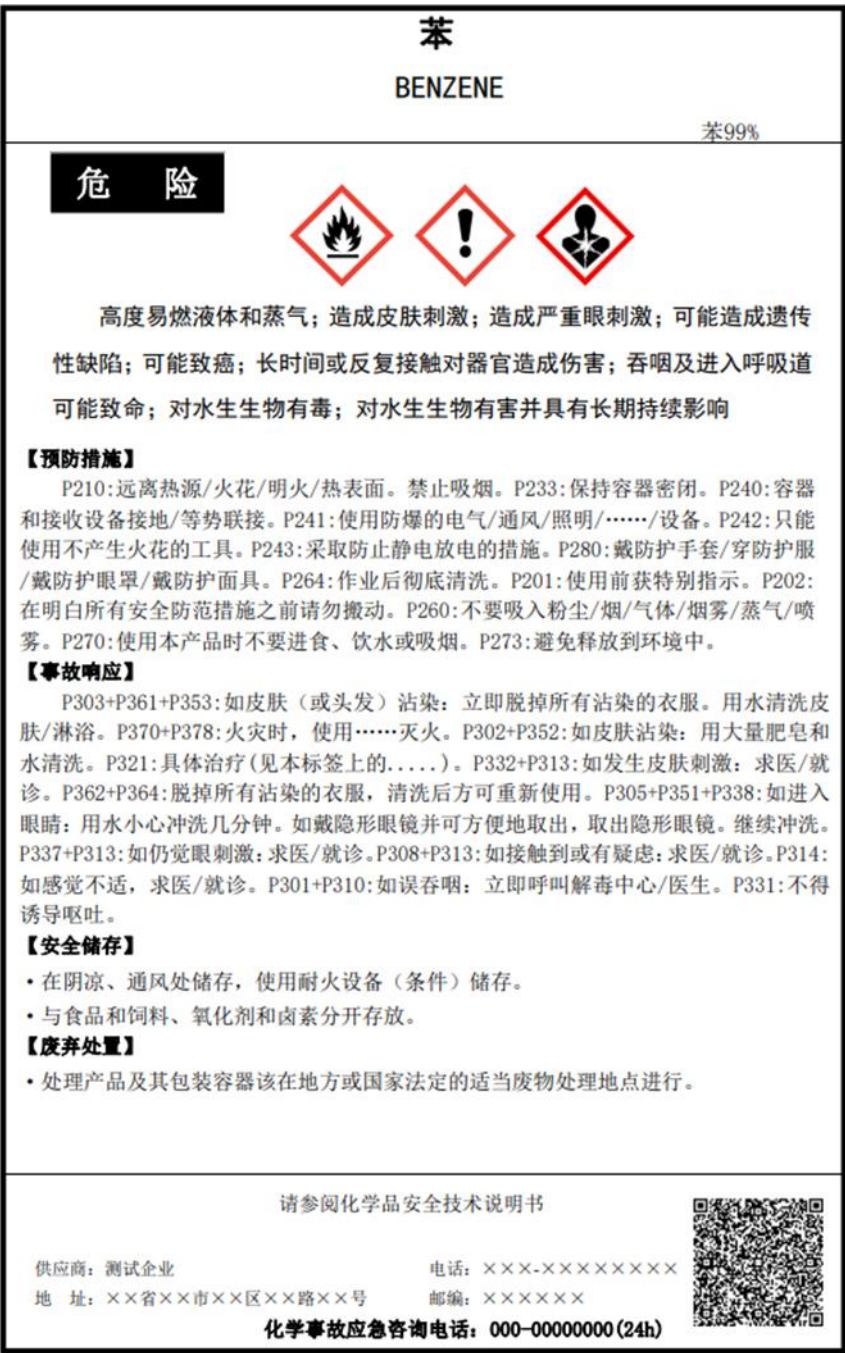 苯
BENZENE
苯99%
危 险
高度易燃液体和蒸气；造成皮肤刺激；造成严重眼刺激；可能造成遗传
性缺陷；可能致癌；长时间或反复接触对器官造成伤害；吞咽及进入呼吸道
可能致命；对水生生物有毒；对水生生物有害并具有长期持续影响
【预防措施】
P210:远离热源/火花/明火/热表面。禁止吸烟。P233:保持容器密闭。P240:容器
和接收设备接地/等势联接。P241:使用防爆的电气/通风/照明/……/设备。P242:只能
使用不产生火花的工具。P243:采取防止静电放电的措施。P280:戴防护手套/穿防护服
/戴防护眼罩/戴防护面具。P264:作业后彻底清洗。P201:使用前获特别指示。P202:
在明白所有安全防范措施之前请勿搬动。P260:不要吸入粉尘/烟/气体/烟雾/蒸气/喷
雾。P270:使用本产品时不要进食、饮水或吸烟。P273:避免释放到环境中。
【事故响应】
P303+P361+P353:如皮肤（或头发）沾染：立即脱掉所有沾染的衣服。用水清洗皮
肤/淋浴。P370+P378:火灾时，使用……灭火。P302+P352:如皮肤沾染：用大量肥皂和
水清洗。P321:具体治疗(见本标签上的.....)。P332+P313:如发生皮肤刺激：求医/就
诊。P362+P364:脱掉所有沾染的衣服，清洗后方可重新使用。P305+P351+P338:如进入
眼睛：用水小心冲洗几分钟。如戴隐形眼镜并可方便地取出，取出隐形眼镜。继续冲洗。
P337+P313:如仍觉眼刺激：求医/就诊。P308+P313:如接触到或有疑虑：求医/就诊。P314:
如感觉不适，求医/就诊。P301+P310:如误吞咽：立即呼叫解毒中心/医生。P331:不得
诱导呕吐。
【安全储存】
・在阴凉、通风处储存，使用耐火设备（条件）储存。
・与食品和饲料、氧化剂和卤素分开存放。
【废弃处置】
・处理产品及其包装容器该在地方或国家法定的适当废物处理地点进行。
请参阅化学品安全技术说明书
供应商：测试企业 电话：×××-××××××××
地 址：××省××市××区××路××号 邮编：××××××
化学事故应急咨询电话：000-00000000(24h)